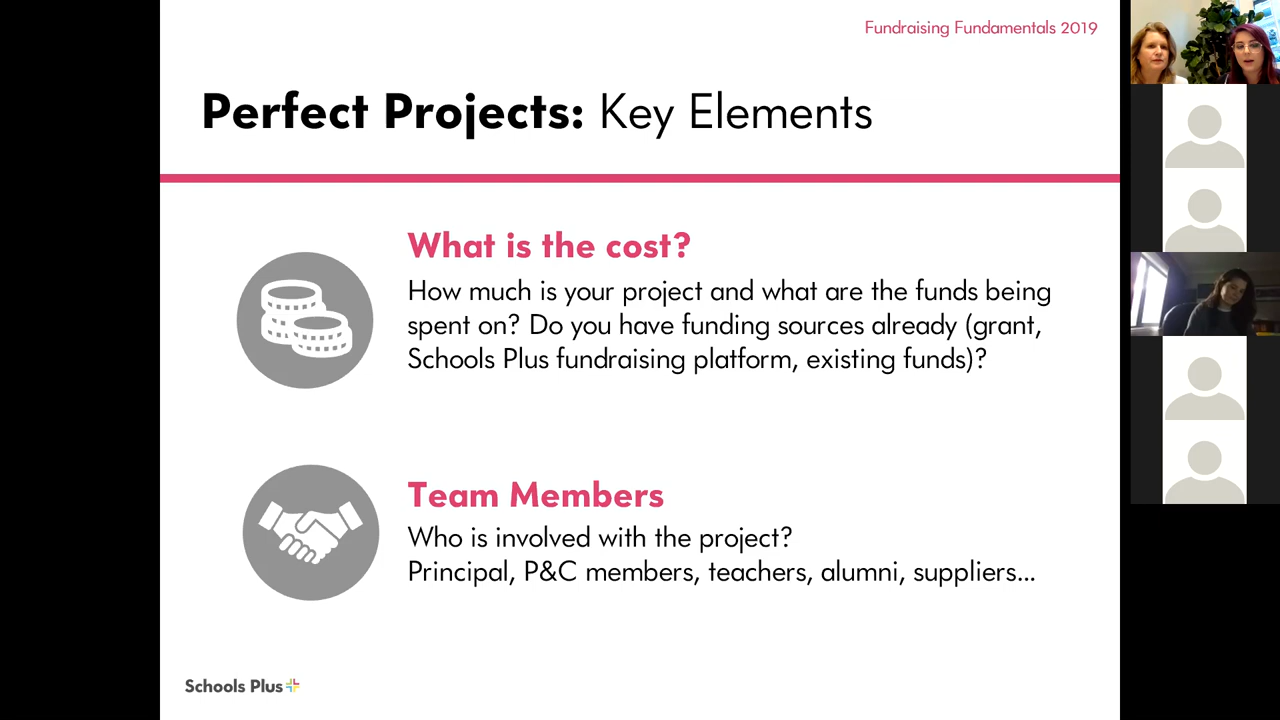 Fundraising Fundamentals 2019
Perfect Projects: Key Elements
What is the cost?
How much is your project and what are the funds being
spent on? Do you have funding sources already (grant,
Schools Plus fundraising platform, existing funds)?
Team Members
Who is involved with the project?
Principal, P&C members, teachers, alumni, suppliers...
Schools Plus